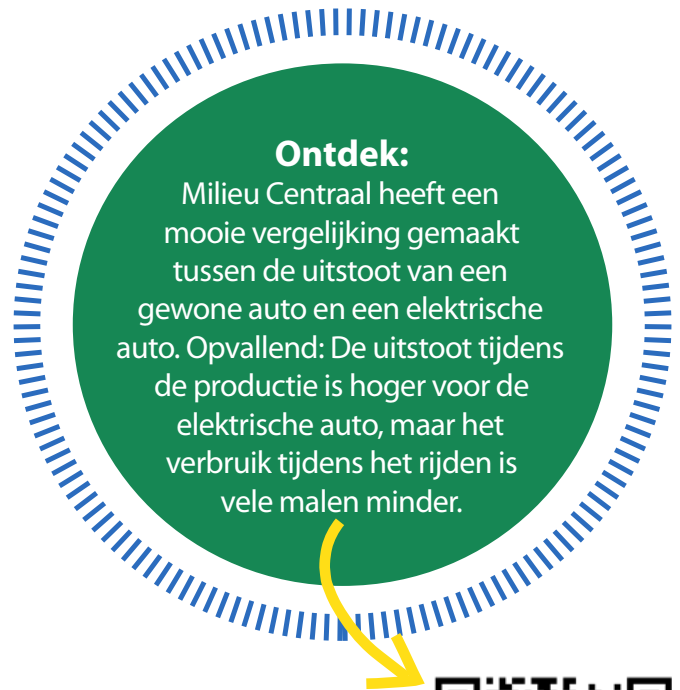 Ontdek:
Milieu Centraal heeft een
mooie vergelijking gemaakt
tussen de uitstoot van een
gewone auto en een elektrische
auto. Opvallend: De uitstoot tijdens
de productie is hoger voor de
elektrische auto, maar het
verbruik tijdens het rijden is
vele malen minder.